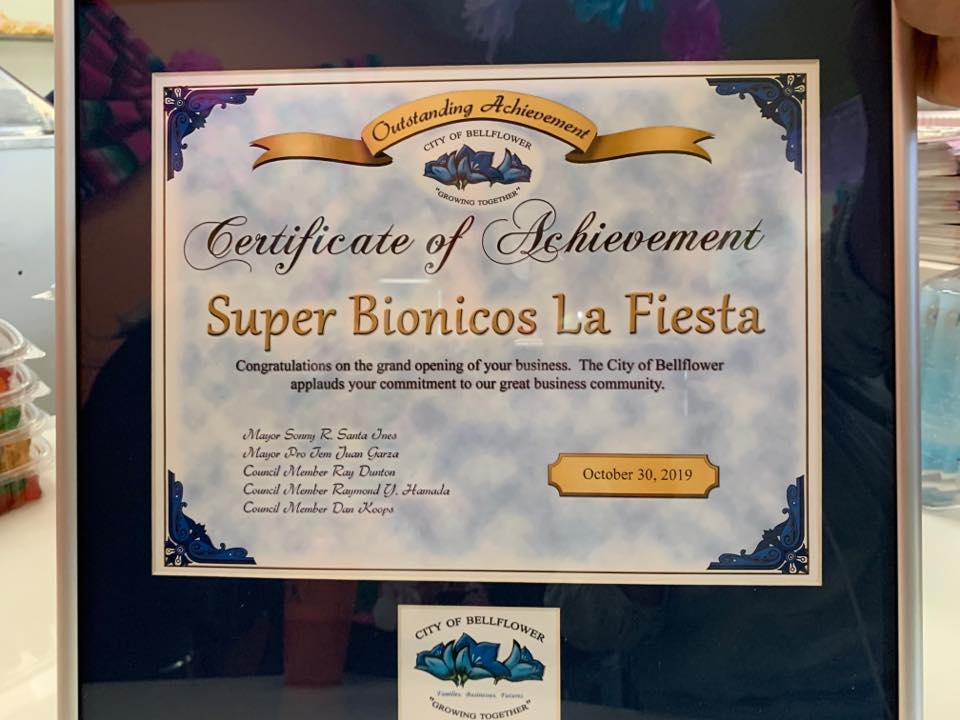 Outstanding Achievement
CITY OF BELLFLOWER
"GROWING TOGETHER"
Certificate of Achievement
Super Bionicos La Fiesta
Congratulations on the grand opening of your business. The City of Bellflower
applauds your commitment to our great business community.
Mayor Sonny R. Santa Ines
Mayor Pro Tem Juan Garza
Council Member Ray Dunton
Council Member Raymond Y. Hamada
Council Member Dan Koops
October 30, 2019
CITY OF BELLFLOWER
Families. Businesses. Futures
"GROWING TOGETHER"